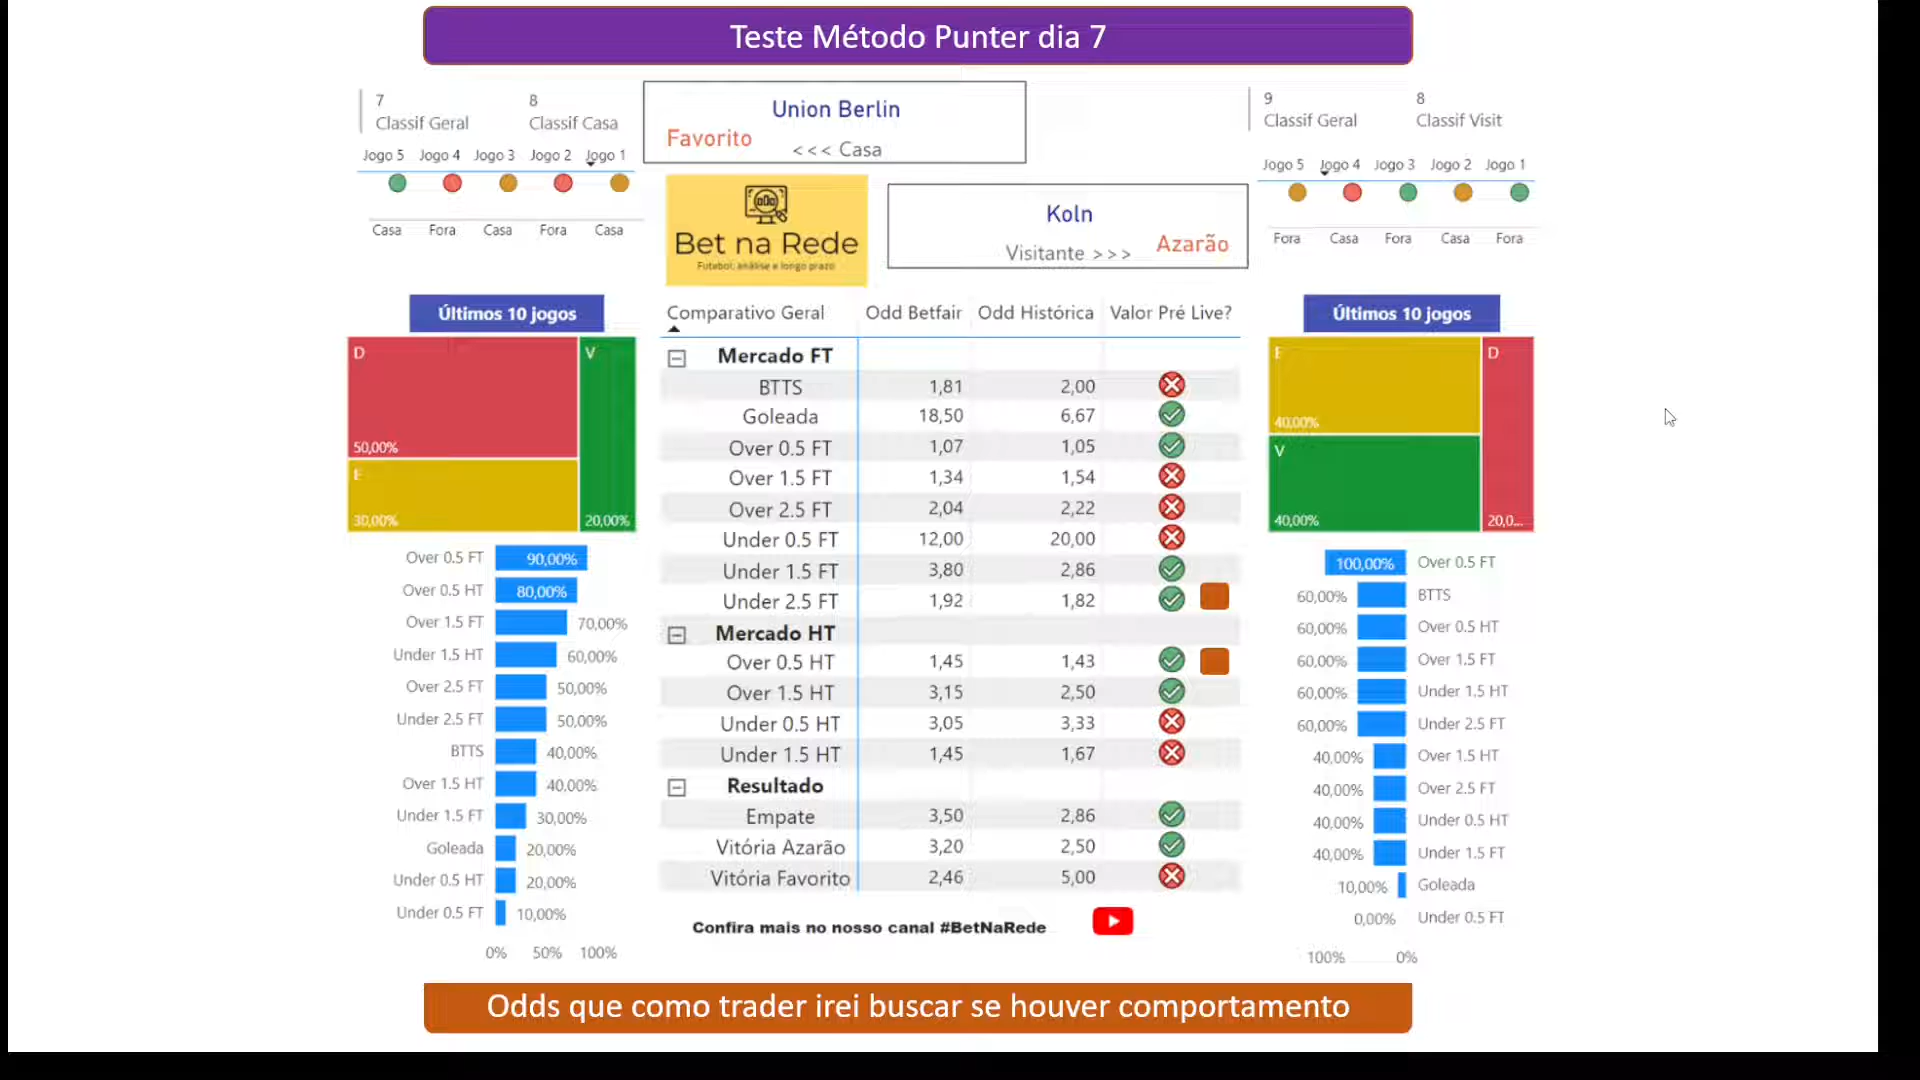 Teste Método Punter dia 7
7
Classif Geral
8
Classif Casa
Jogo 5 Jogo 4 Jogo 3 Jogo 2 Jogo 1
Casa Fora Casa Fora Casa
Union Berlin
Favorito
<<< Casa
Bet na Rede
Futebol, análise e longo prazo
Koln
Visitante >>>
Azarão
9
Classif Geral
8
Classif Visit
Jogo 5 Jogo 4 Jogo 3 Jogo 2 Jogo 1
Fora Casa Fora Casa Fora
Últimos 10 jogos
D
50,00%
E
30,00%
V
20,00%
Over 0.5 FT 90,00%
Over 0.5 HT 80,00%
Over 1.5 FT 70,00%
Under 1.5 HT 60,00%
Over 2.5 FT 50,00%
Under 2.5 FT 50,00%
BTTS 40,00%
Over 1.5 HT 40,00%
Under 1.5 FT 30,00%
Goleada 20,00%
Under 0.5 HT 20,00%
Under 0.5 FT 10,00%
0% 50% 100%
Comparativo Geral Odd Betfair Odd Histórica Valor Pré Live?
Mercado FT
BTTS 1,81 2,00
Goleada 18,50 6,67
Over 0.5 FT 1,07 1,05
Over 1.5 FT 1,34 1,54
Over 2.5 FT 2,04 2,22
Under 0.5 FT 12,00 20,00
Under 1.5 FT 3,80 2,86
Under 2.5 FT 1,92 1,82
Mercado HT
Over 0.5 HT 1,45 1,43
Over 1.5 HT 3,15 2,50
Under 0.5 HT 3,05 3,33
Under 1.5 HT 1,45 1,67
Resultado
Empate 3,50 2,86
Vitória Azarão 3,20 2,50
Vitória Favorito 2,46 5,00
Confira mais no nosso canal #BetNaRede
Últimos 10 jogos
E
40,00%
V
40,00%
D
20,0...
100,00% Over 0.5 FT
60,00% BTTS
60,00% Over 0.5 HT
60,00% Over 1.5 FT
60,00% Under 1.5 HT
60,00% Under 2.5 FT
40,00% Over 1.5 HT
40,00% Over 2.5 FT
40,00% Under 0.5 HT
40,00% Under 1.5 FT
10,00% Goleada
0,00% Under 0.5 FT
100% 0%
Odds que como trader irei buscar se houver comportamento